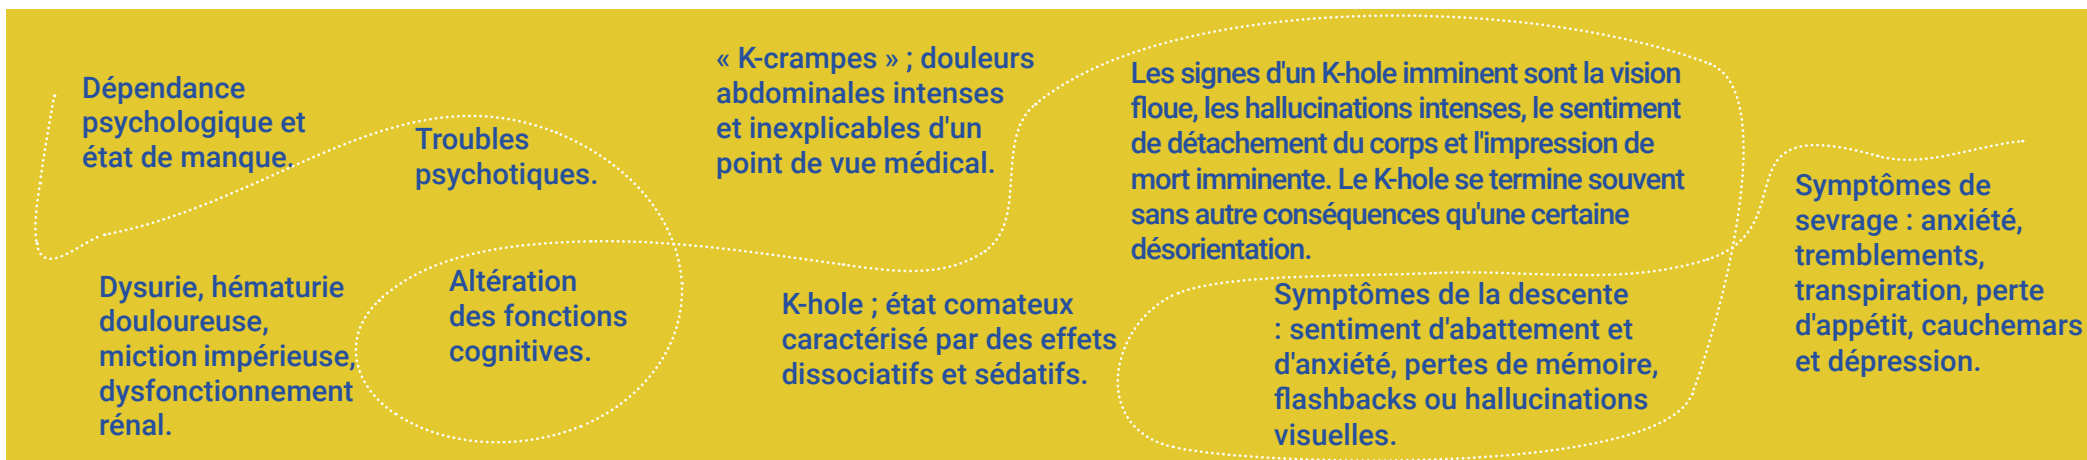 Dépendance
psychologique et
état de manque.
Dysurie, hématurie
douloureuse,
miction impérieuse,
dysfonctionnement
rénal.
Troubles
psychotiques.
Altération
des fonctions
cognitives.
« K-crampes » ; douleurs
abdominales intenses
et inexplicables d'un
point de vue médical.
K-hole ; état comateux
caractérisé par des effets
dissociatifs et sédatifs.
Les signes d'un K-hole imminent sont la vision
floue, les hallucinations intenses, le sentiment
de détachement du corps et l'impression de
mort imminente. Le K-hole se termine souvent
sans autre conséquences qu'une certaine
désorientation.
Symptômes de la descente
: sentiment d'abattement et
d'anxiété, pertes de mémoire,
flashbacks ou hallucinations
visuelles.
Symptômes de
sevrage : anxiété,
tremblements,
transpiration, perte
d'appétit, cauchemars
et dépression.